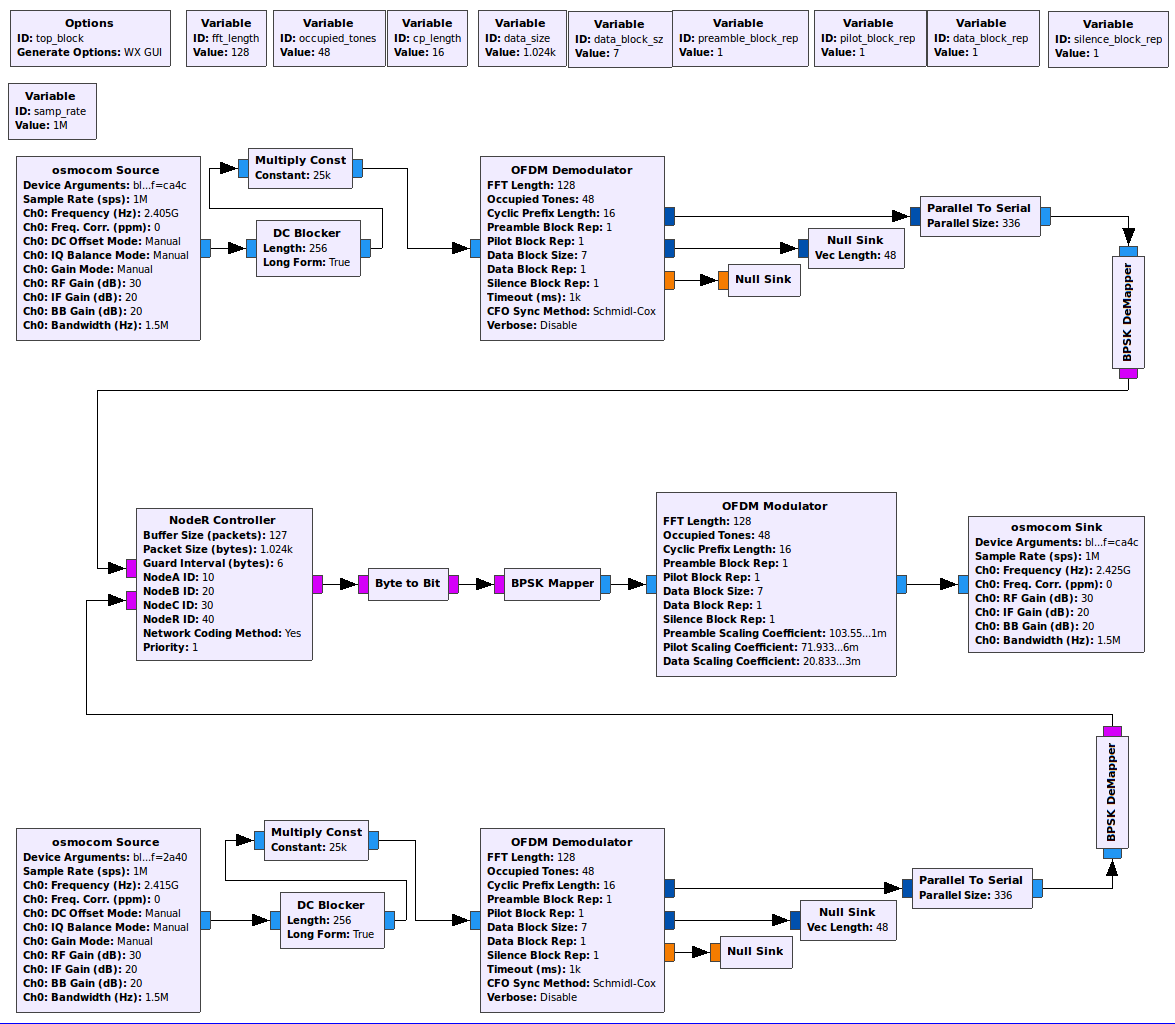 Options
ID: top_block
Generate Options: WX GUI
Variable
ID: fft_length
Value: 128
Variable
ID: occupied_tones
Value: 48
Variable
ID: cp_length
Value: 16
Variable
ID: data_size
Value: 1.024k
Variable
ID: data_block_sz
Value: 7
Variable
ID: preamble_block_rep
Value: 1
Variable
ID: pilot_block_rep
Value: 1
Variable
ID: data_block_rep
Value: 1
Variable
ID: silence_block_rep
Value: 1
Variable
ID: samp_rate
Value: 1M
osmocom Source
Device Arguments: bl...f=ca4c
Sample Rate (sps): 1M
Ch0: Frequency (Hz): 2.405G
Ch0: Freq. Corr. (ppm): 0
Ch0: DC Offset Mode: Manual
Ch0: IQ Balance Mode: Manual
Ch0: Gain Mode: Manual
Ch0: RF Gain (dB): 30
Ch0: IF Gain (dB): 20
Ch0: BB Gain (dB): 20
Ch0: Bandwidth (Hz): 1.5M
Multiply Const
Constant: 25k
DC Blocker
Length: 256
Long Form: True
OFDM Demodulator
FFT Length: 128
Occupied Tones: 48
Cyclic Prefix Length: 16
Preamble Block Rep: 1
Pilot Block Rep: 1
Data Block Size: 7
Data Block Rep: 1
Silence Block Rep: 1
Timeout (ms): 1k
CFO Sync Method: Schmidl-Cox
Verbose: Disable
Parallel To Serial
Parallel Size: 336
Null Sink
Vec Length: 48
Null Sink
BPSK DeMapper
NodeR Controller
Buffer Size (packets): 127
Packet Size (bytes): 1.024k
Guard Interval (bytes): 6
NodeA ID: 10
NodeB ID: 20
NodeC ID: 30
NodeR ID: 40
Network Coding Method: Yes
Priority: 1
Byte to Bit
BPSK Mapper
OFDM Modulator
FFT Length: 128
Occupied Tones: 48
Cyclic Prefix Length: 16
Preamble Block Rep: 1
Pilot Block Rep: 1
Data Block Size: 7
Data Block Rep: 1
Silence Block Rep: 1
Preamble Scaling Coefficient: 103.55...1m
Pilot Scaling Coefficient: 71.933...6m
Data Scaling Coefficient: 20.833...3m
osmocom Sink
Device Arguments: bl...f=ca4c
Sample Rate (sps): 1M
Ch0: Frequency (Hz): 2.425G
Ch0: Freq. Corr. (ppm): 0
Ch0: RF Gain (dB): 30
Ch0: IF Gain (dB): 20
Ch0: BB Gain (dB): 20
Ch0: Bandwidth (Hz): 1.5M
BPSK DeMapper
osmocom Source
Device Arguments: bl...f=2a40
Sample Rate (sps): 1M
Ch0: Frequency (Hz): 2.415G
Ch0: Freq. Corr. (ppm): 0
Ch0: DC Offset Mode: Manual
Ch0: IQ Balance Mode: Manual
Ch0: Gain Mode: Manual
Ch0: RF Gain (dB): 30
Ch0: IF Gain (dB): 20
Ch0: BB Gain (dB): 20
Ch0: Bandwidth (Hz): 1.5M
Multiply Const
Constant: 25k
DC Blocker
Length: 256
Long Form: True
OFDM Demodulator
FFT Length: 128
Occupied Tones: 48
Cyclic Prefix Length: 16
Preamble Block Rep: 1
Pilot Block Rep: 1
Data Block Size: 7
Data Block Rep: 1
Silence Block Rep: 1
Timeout (ms): 1k
CFO Sync Method: Schmidl-Cox
Verbose: Disable
Parallel To Serial
Parallel Size: 336
Null Sink
Vec Length: 48
Null Sink